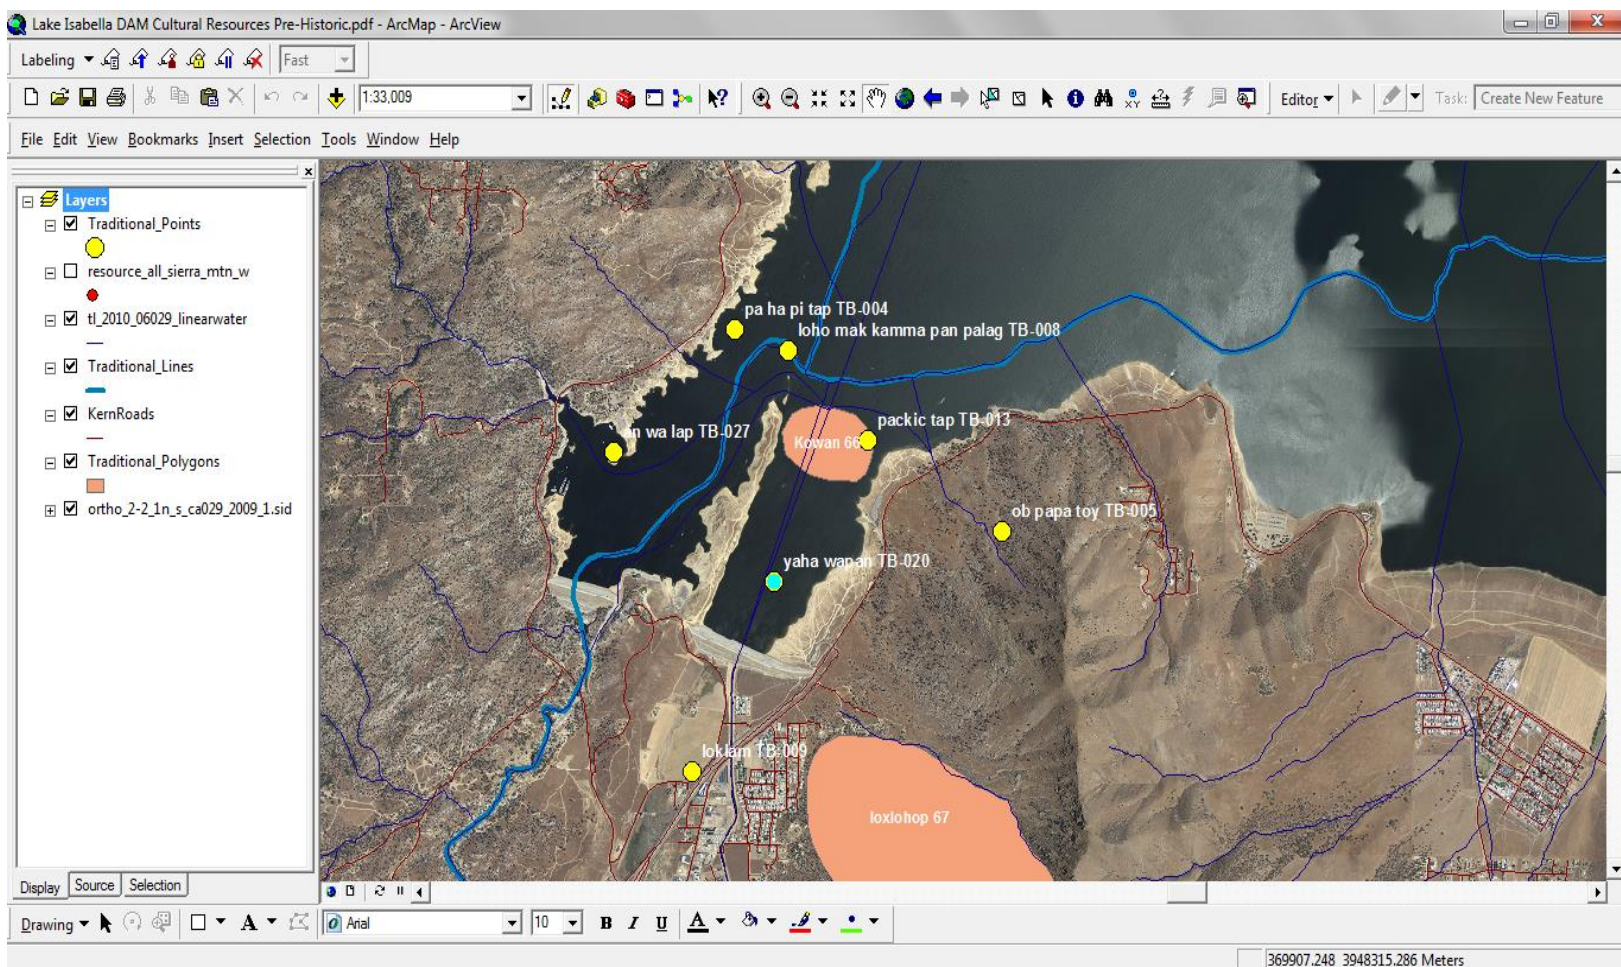 Lake Isabella DAM Cultural Resources Pre-Historic.pdf - ArcMap - ArcView
Labeling
Fast
1:33,009
Editor
Task:
Create New Feature
File Edit View Bookmarks Insert Selection Tools Window Help
Layers
Traditional_Points
resource_all_sierra_mtn_w
tl_2010_06029_linearwater
Traditional_Lines
KernRoads
Traditional_Polygons
ortho_2-2_1n_s_ca029_2009_1.sid
pa ha pi tap TB-004
loho mak kamma pan palag TB-008
packic tap TB-013
an wa lap TB-027
Kowan 66
ob papa toy TB-005
yaha wapan TB-020
loklam TB-009
loxlohop 67
Display Source Selection
Drawing
A
Arial
10
B I U A
369907.248 3948315.286 Meters